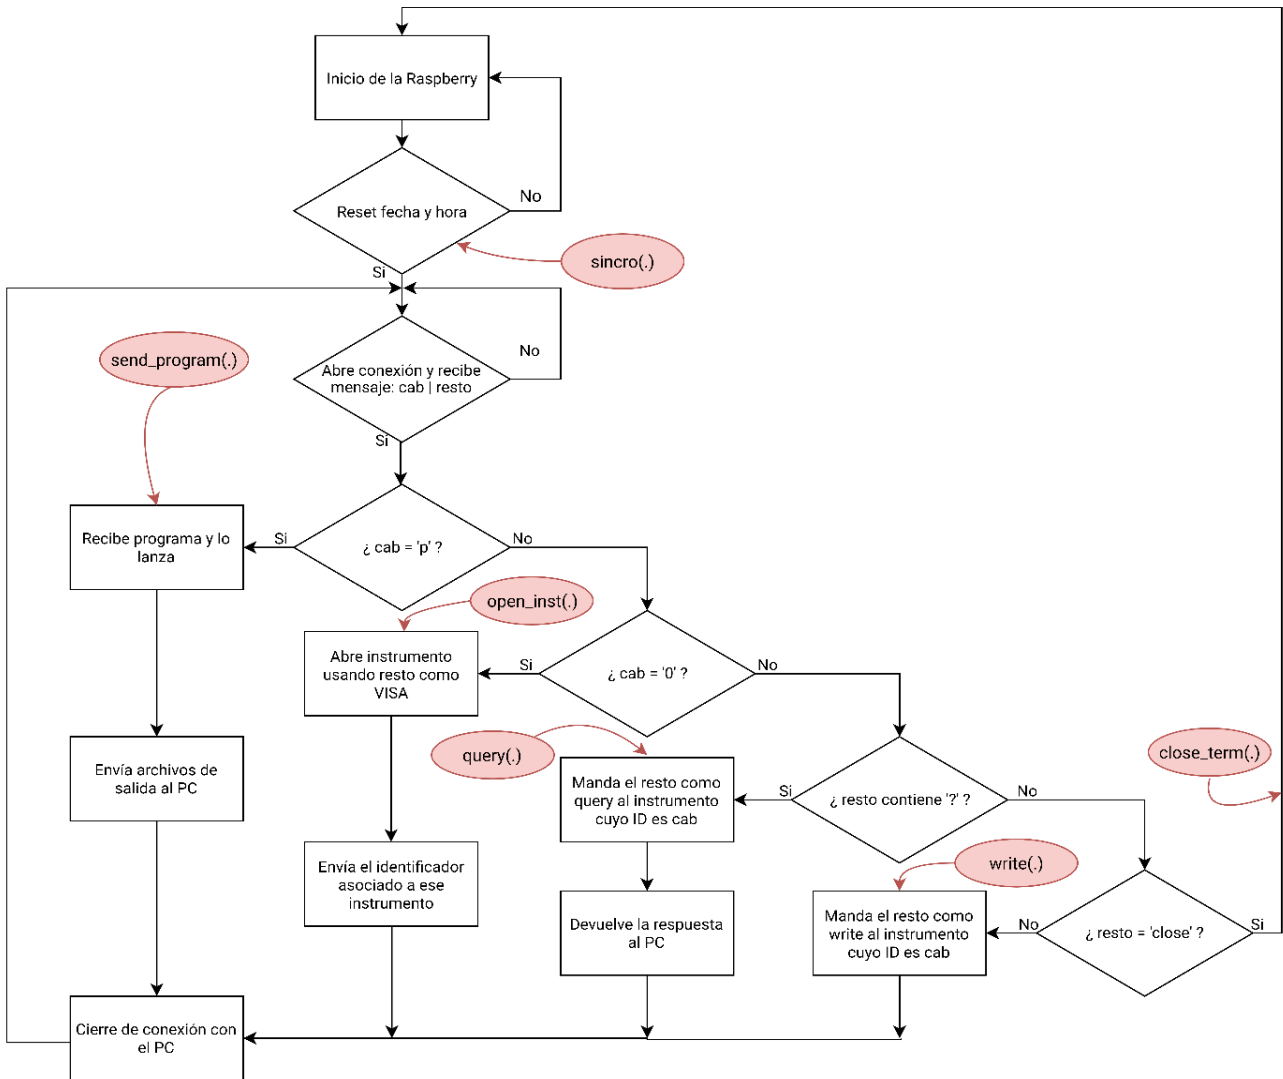 Inicio de la Raspberry
No
Reset fecha y hora
sincro(.)
Si
send_program(.)
No
Abre conexión y recibe
mensaje: cab | resto
Si
Recibe programa y lo
lanza
Si
¿ cab = 'p' ?
No
open_inst(.)
Abre instrumento
usando resto como
VISA
Si
¿ cab = '0' ?
No
query(.)
close_term(.)
Envía archivos de
salida al PC
Manda el resto como
query al instrumento
cuyo ID es cab
Si
¿ resto contiene '?' ?
No
Envía el identificador
asociado a ese
instrumento
write(.)
Devuelve la respuesta
al PC
Manda el resto como
write al instrumento
cuyo ID es cab
No
¿ resto = 'close' ?
Si
Cierre de conexión con
el PC